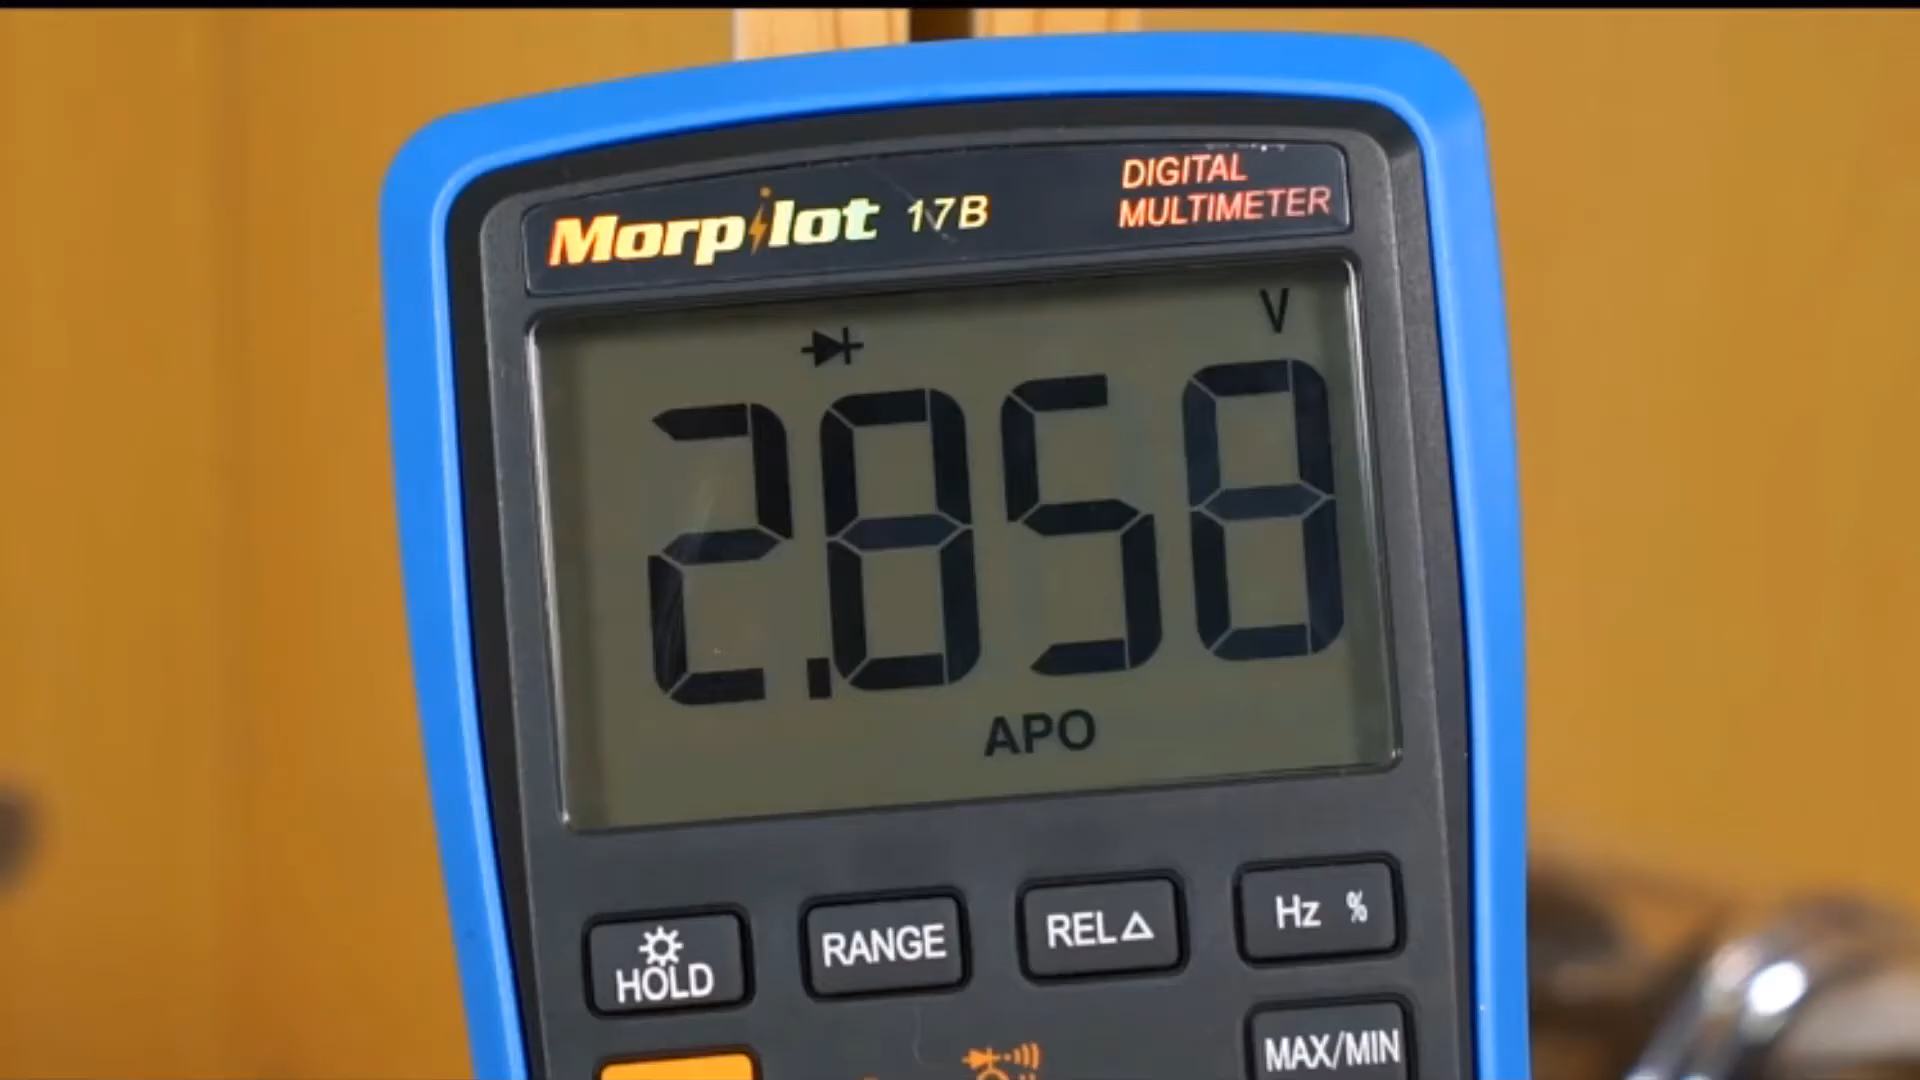 Morpilot 17B
DIGITAL
MULTIMETER
V
2.858
APO
HOLD
RANGE
REL△
Hz %
MAX/MIN